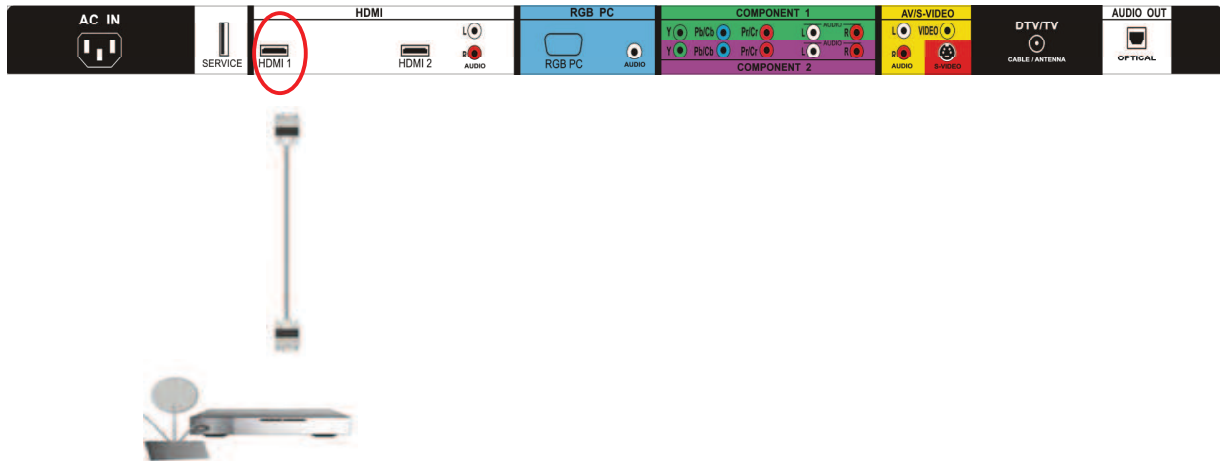 AC IN
SERVICE
HDMI
HDMI 1
HDMI 2
L
R
AUDIO
RGB PC
RGB PC
AUDIO
COMPONENT 1
Y Pb/Cb Pr/Cr L AUDIO R
Y Pb/Cb Pr/Cr L AUDIO R
COMPONENT 2
AV/S-VIDEO
L VIDEO
R
AUDIO
S-VIDEO
DTV/TV
CABLE / ANTENNA
AUDIO OUT
OPTICAL